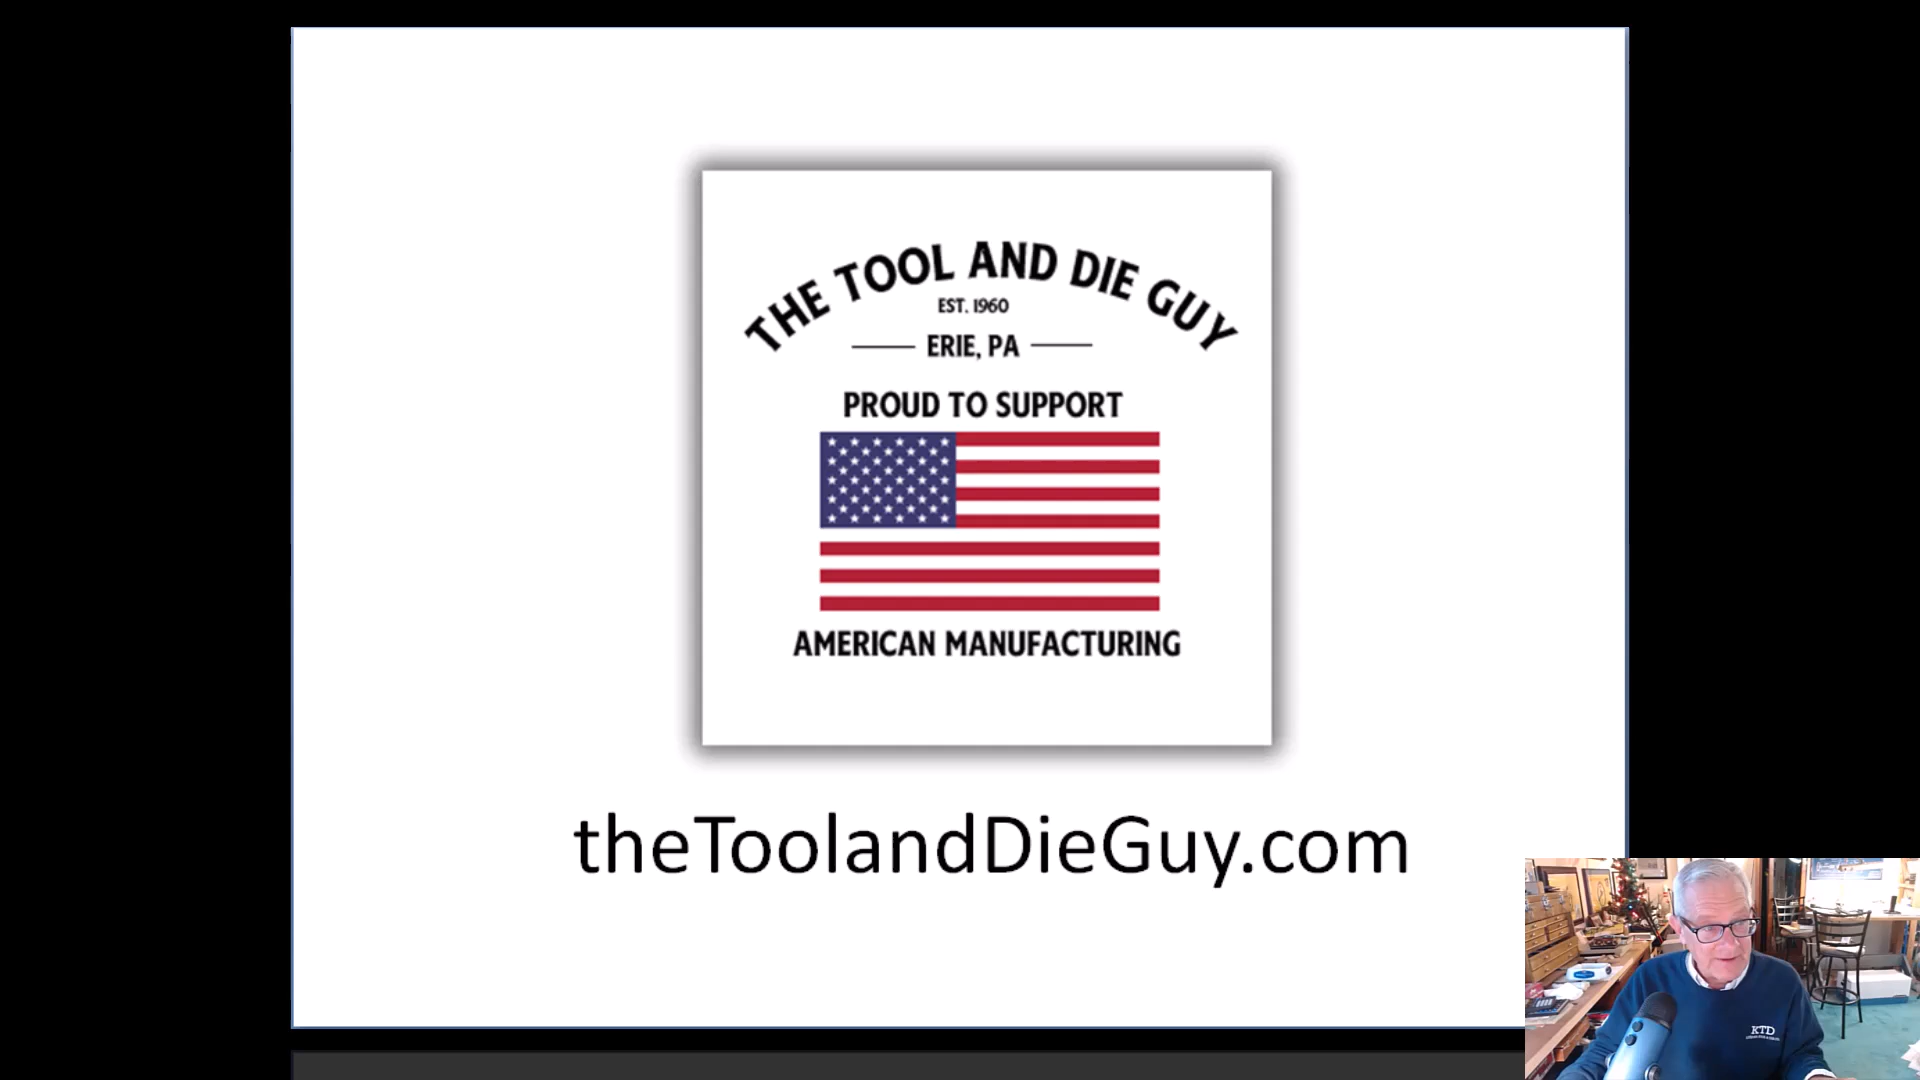 THE TOOL AND DIE GUY
EST. 1960
ERIE, PA
PROUD TO SUPPORT
AMERICAN MANUFACTURING
theToolandDieGuy.com
KTD